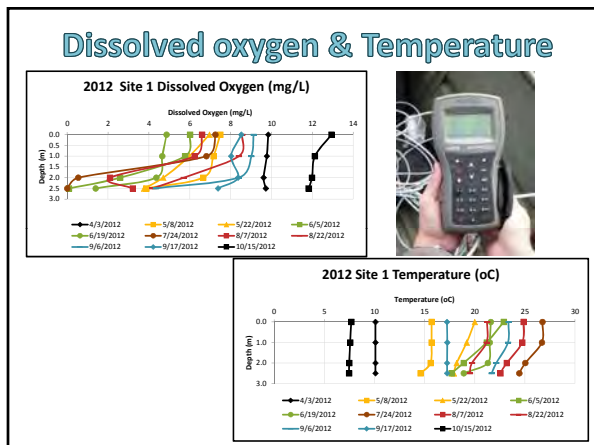 Dissolved oxygen & Temperature
2012 Site 1 Dissolved Oxygen (mg/L)
Dissolved Oxygen (mg/L)
0 2 4 6 8 10 12 14
Depth (m)
0.0
0.5
1.0
1.5
2.0
2.5
3.0
4/3/2012 5/8/2012 5/22/2012 6/5/2012
6/19/2012 7/24/2012 8/7/2012 8/22/2012
9/6/2012 9/17/2012 10/15/2012
2012 Site 1 Temperature (oC)
Temperature (oC)
0 5 10 15 20 25 30
Depth (m)
0.0
1.0
2.0
3.0
4/3/2012 5/8/2012 5/22/2012 6/5/2012
6/19/2012 7/24/2012 8/7/2012 8/22/2012
9/6/2012 9/17/2012 10/15/2012